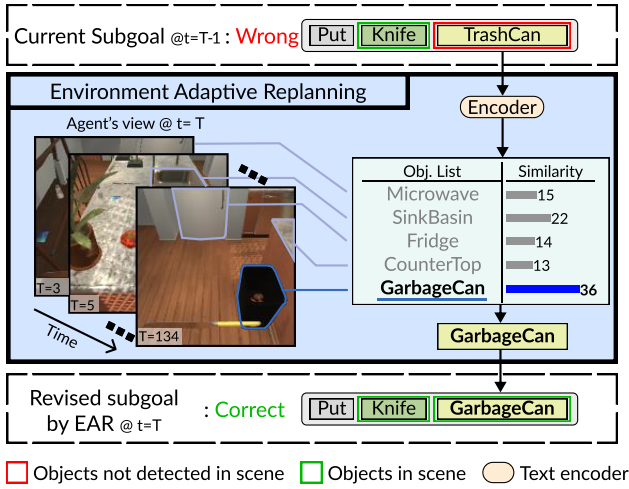 Current Subgoal @t=T-1 : Wrong Put Knife TrashCan
Environment Adaptive Replanning
Encoder
Agent's view @ t= T
Obj. List Similarity
Microwave 15
SinkBasin 22
Fridge 14
CounterTop 13
GarbageCan 36
T=3
T=5
T=134
Time
GarbageCan
Revised subgoal
by EAR @ t=T
: Correct Put Knife GarbageCan
Objects not detected in scene Objects in scene Text encoder